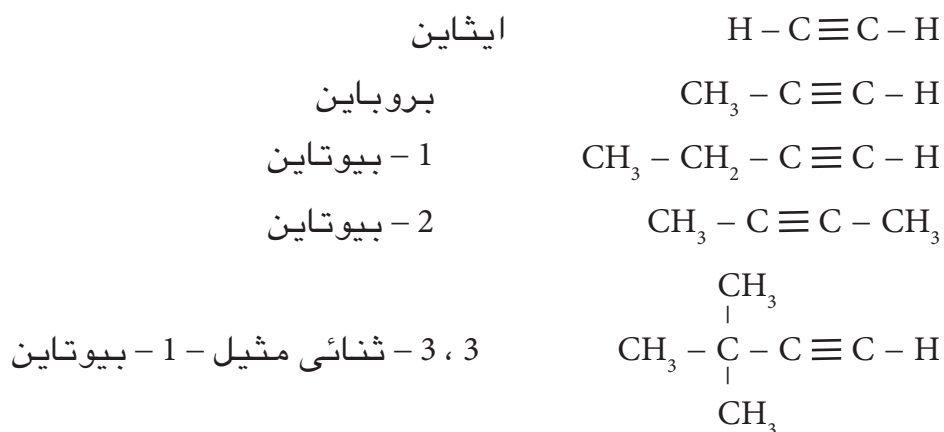 ايثاين H – C ≡ C – H
بروباين CH₃ – C ≡ C – H
1 – بيوتاين CH₃ – CH₂ – C ≡ C – H
2 – بيوتاين CH₃ – C ≡ C – CH₃
CH₃
3 ، 3 – ثنائى مثيل – 1 – بيوتاين CH₃ – C – C ≡ C – H
CH₃